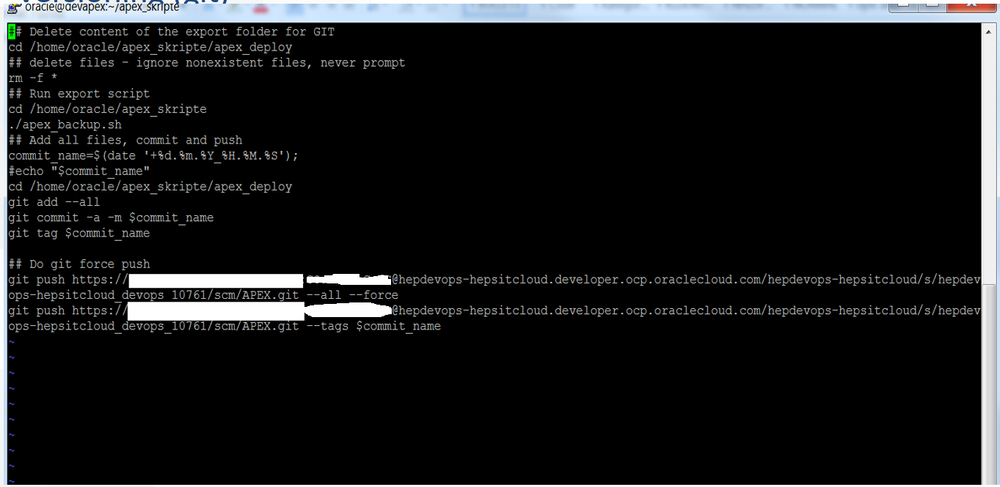 versioning (git)
oracle@devapex:~/apex_skripte
## Delete content of the export folder for GIT
cd /home/oracle/apex_skripte/apex_deploy
## delete files - ignore nonexistent files, never prompt
rm -f *
## Run export script
cd /home/oracle/apex_skripte
./apex_backup.sh
## Add all files, commit and push
commit_name=$(date '+%d.%m.%Y_%H.%M.%S');
#echo "$commit_name"
cd /home/oracle/apex_skripte/apex_deploy
git add --all
git commit -a -m $commit_name
git tag $commit_name
## Do git force push
git push https://@hepdevops-hepsitcloud.developer.ocp.oraclecloud.com/hepdevops-hepsitcloud/s/hepdev
ops-hepsitcloud_devops_10761/scm/APEX.git --all --force
git push https://@hepdevops-hepsitcloud.developer.ocp.oraclecloud.com/hepdevops-hepsitcloud/s/hepdev
ops-hepsitcloud_devops_10761/scm/APEX.git --tags $commit_name
~
~
~
~
~
~
~
~
~
~